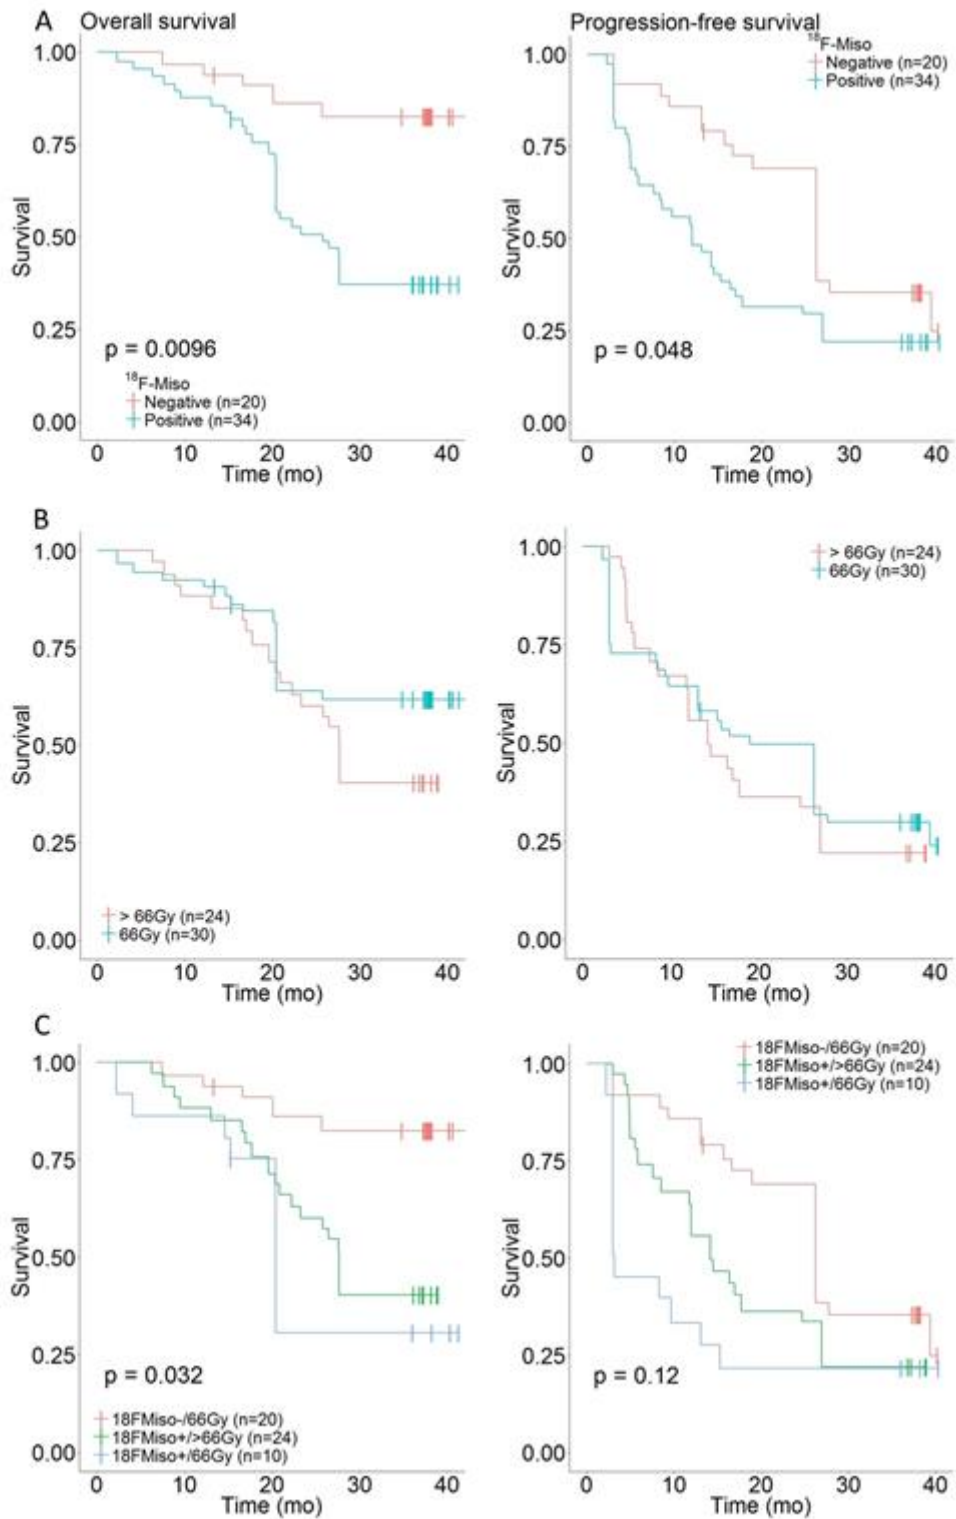 A
Overall survival
Progression-free survival
1.00
0.75
0.50
0.25
0.00
Survival
p = 0.0096
18F-Miso
Negative (n=20)
Positive (n=34)
0 10 20 30 40
Time (mo)
18F-Miso
Negative (n=20)
Positive (n=34)
1.00
0.75
0.50
0.25
0.00
Survival
p = 0.048
0 10 20 30 40
Time (mo)
B
1.00
0.75
0.50
0.25
0.00
Survival
> 66Gy (n=24)
66Gy (n=30)
0 10 20 30 40
Time (mo)
> 66Gy (n=24)
66Gy (n=30)
1.00
0.75
0.50
0.25
0.00
Survival
0 10 20 30 40
Time (mo)
C
1.00
0.75
0.50
0.25
0.00
Survival
p = 0.032
18FMiso-/66Gy (n=20)
18FMiso+/>66Gy (n=24)
18FMiso+/66Gy (n=10)
0 10 20 30 40
Time (mo)
18FMiso-/66Gy (n=20)
18FMiso+/>66Gy (n=24)
18FMiso+/66Gy (n=10)
1.00
0.75
0.50
0.25
0.00
Survival
p = 0.12
0 10 20 30 40
Time (mo)